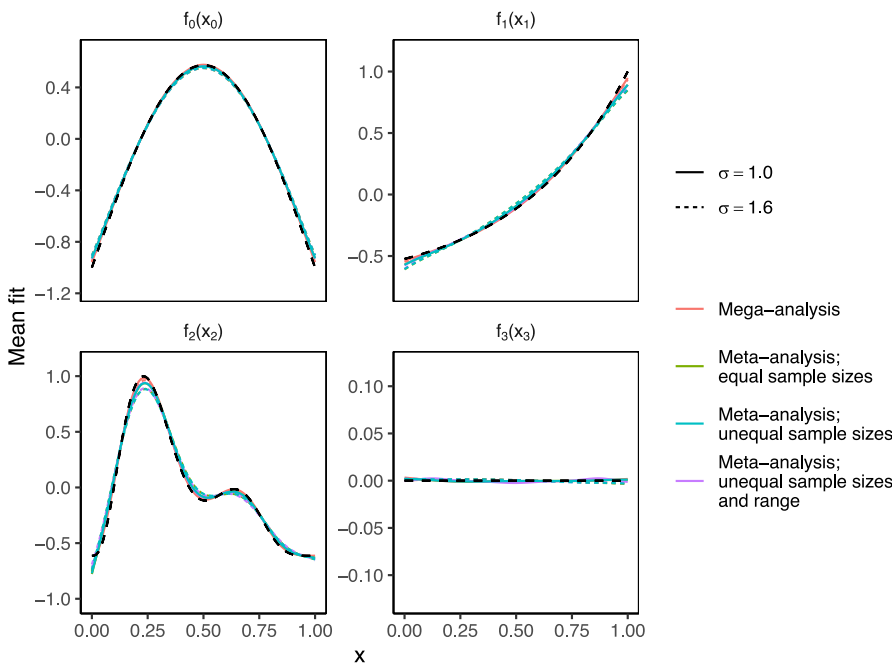 f₀(x₀)
f₁(x₁)
0.4
0.0
−0.4
−0.8
−1.2
1.0
0.5
0.0
−0.5
σ = 1.0
σ = 1.6
Mean fit
f₂(x₂)
f₃(x₃)
1.0
0.5
0.0
−0.5
−1.0
0.10
0.05
0.00
−0.05
−0.10
Mega−analysis
Meta−analysis;
equal sample sizes
Meta−analysis;
unequal sample sizes
Meta−analysis;
unequal sample sizes
and range
0.00 0.25 0.50 0.75 1.00
0.00 0.25 0.50 0.75 1.00
x